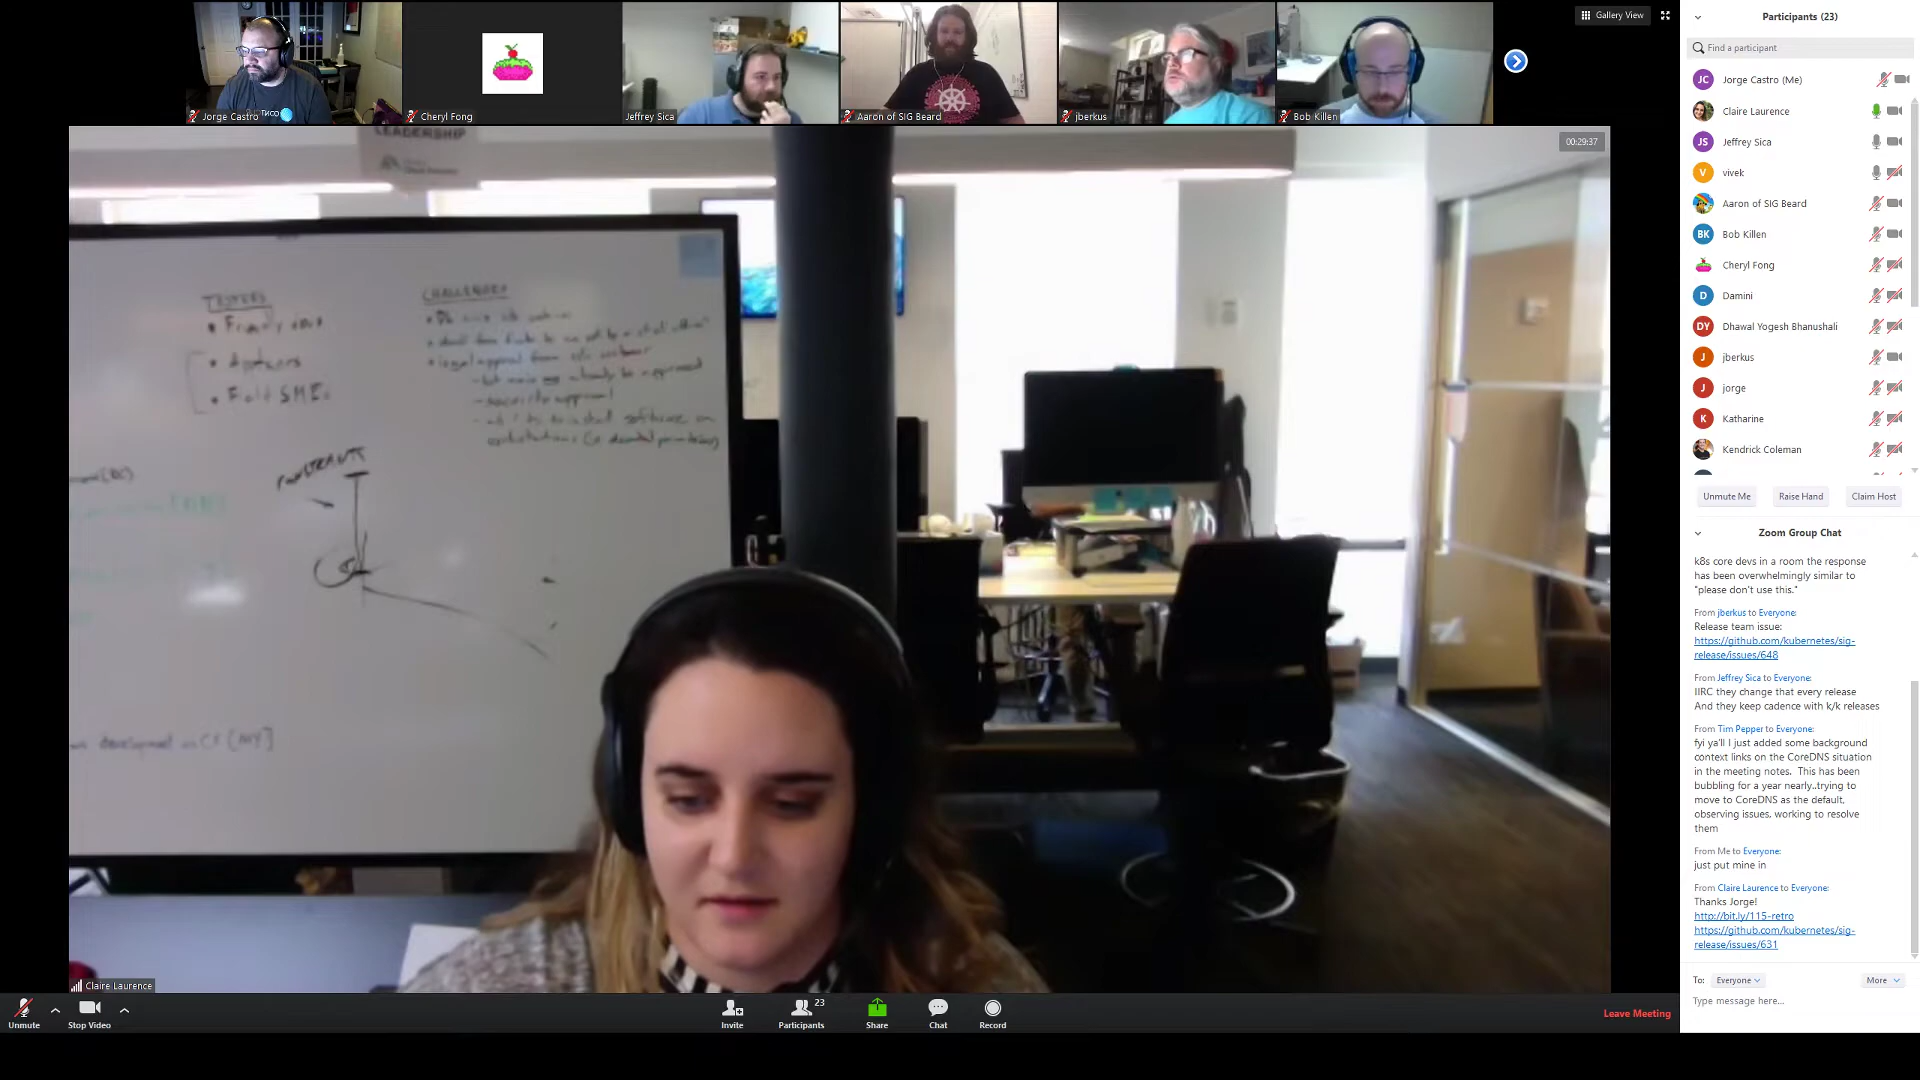 Gallery View
Jorge Castro
Cheryl Fong
Jeffrey Sica
Aaron of SIG Beard
jberkus
Bob Killen
LEADERSHIP
00:29:37
TESTERS
CHALLENGES
• Field SMEs
CONSTRAINTS
Claire Laurence
Unmute
Stop Video
Invite
23
Participants
Share
Chat
Record
Leave Meeting
Participants (23)
Find a participant
JC Jorge Castro (Me)
Claire Laurence
JS Jeffrey Sica
V vivek
Aaron of SIG Beard
BK Bob Killen
Cheryl Fong
D Damini
DY Dhawal Yogesh Bhanushali
J jberkus
J jorge
K Katharine
Kendrick Coleman
Unmute Me Raise Hand Claim Host
Zoom Group Chat
k8s core devs in a room the response
has been overwhelmingly similar to
"please don't use this."
From jberkus to Everyone:
Release team issue:
https://github.com/kubernetes/sig-
release/issues/648
From Jeffrey Sica to Everyone:
IIRC they change that every release
And they keep cadence with k/k releases
From Tim Pepper to Everyone:
fyi ya'll I just added some background
context links on the CoreDNS situation
in the meeting notes. This has been
bubbling for a year nearly..trying to
move to CoreDNS as the default,
observing issues, working to resolve
them
From Me to Everyone:
just put mine in
From Claire Laurence to Everyone:
Thanks Jorge!
http://bit.ly/115-retro
https://github.com/kubernetes/sig-
release/issues/631
To: Everyone More
Type message here...